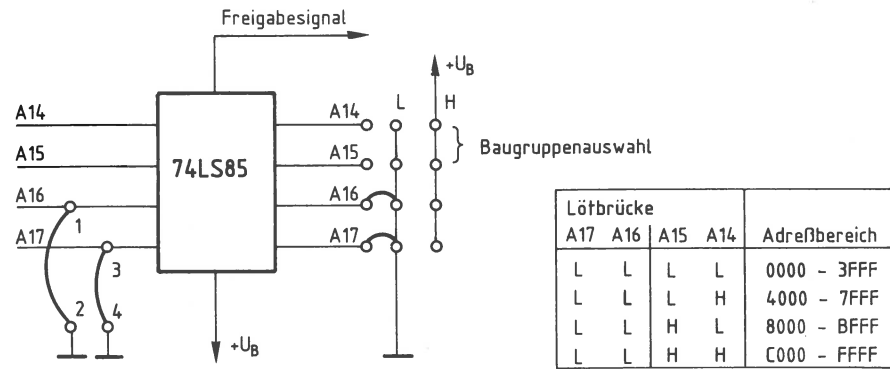 Freigabesignal
+UB
L H
A14 A14
A15 A15
74LS85
A16 A16
A17 A17
1
3
2 4
+UB
Baugruppenauswahl
Lötbrücke
A17 A16 A15 A14 Adreßbereich
L L L L 0000 - 3FFF
L L L H 4000 - 7FFF
L L H L 8000 - BFFF
L L H H C000 - FFFF